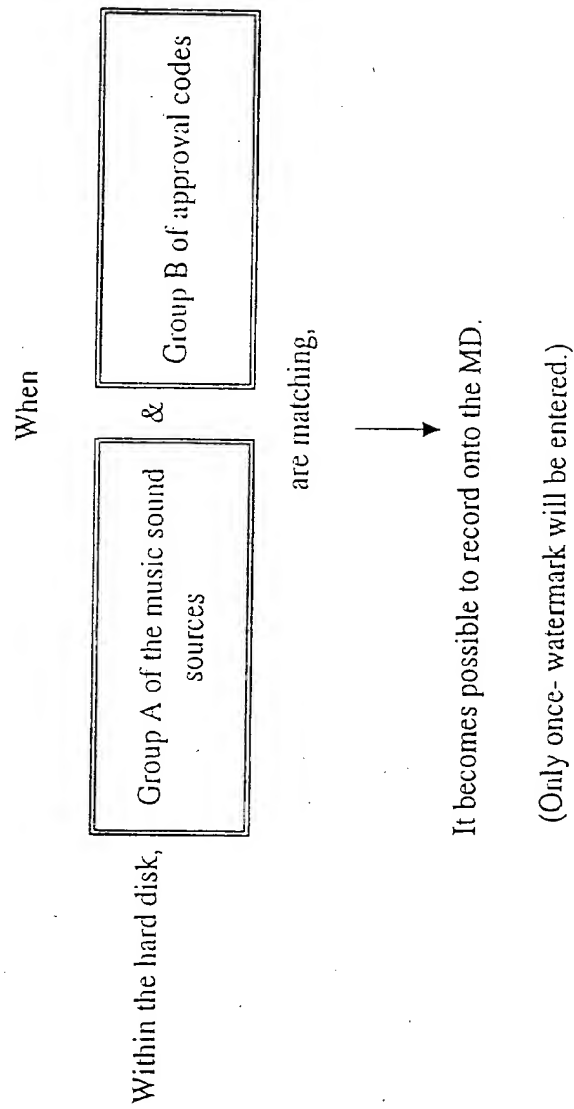 When
Within the hard disk,
Group A of the music sound
sources
&
Group B of approval codes
are matching,
It becomes possible to record onto the MD.
(Only once- watermark will be entered.)